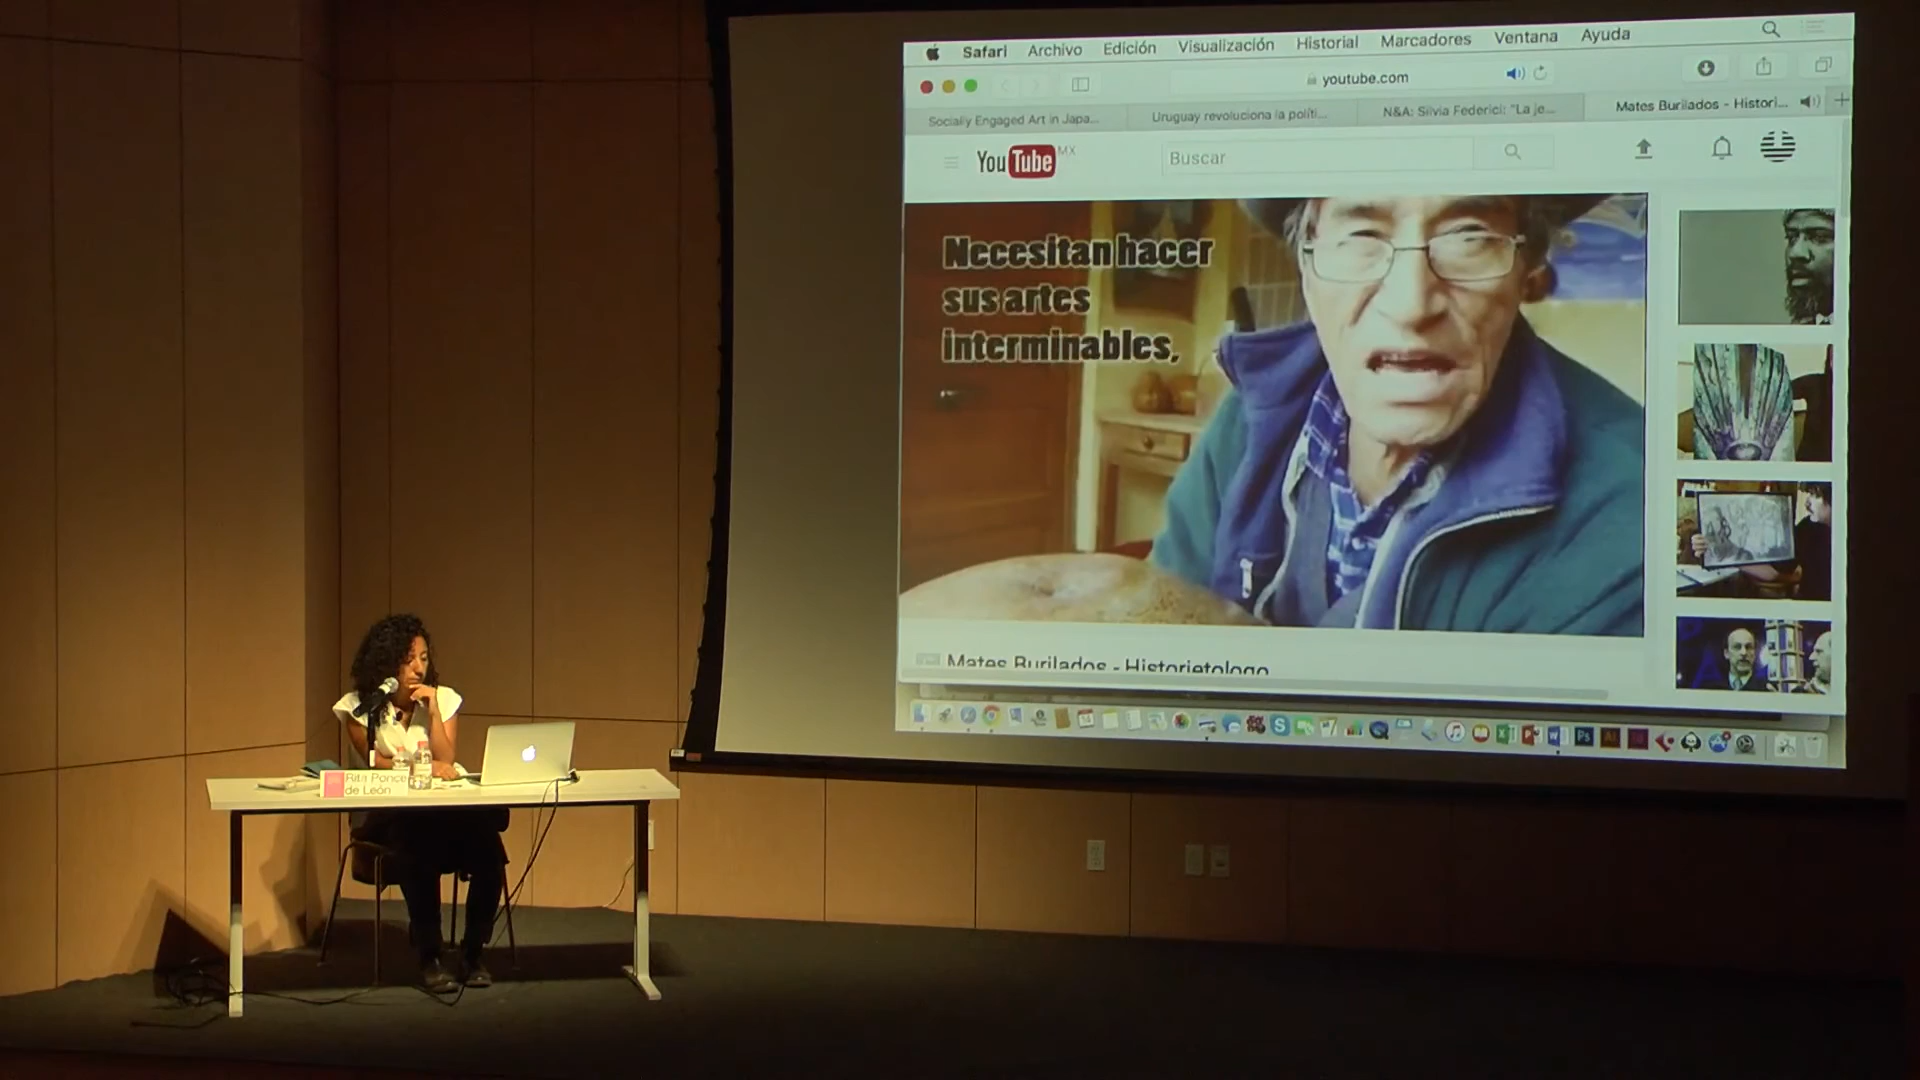 Safari Archivo Edición Visualización Historial Marcadores Ventana Ayuda
youtube.com
Socially Engaged Art in Japa...
Uruguay revoluciona la políti...
N&A: Silvia Federici: "La je...
Mates Burilados - Histori...
YouTube MX
Buscar
Necesitan hacer
sus artes
interminables,
Mates Burilados - Historietologo
Rita Ponce
de León